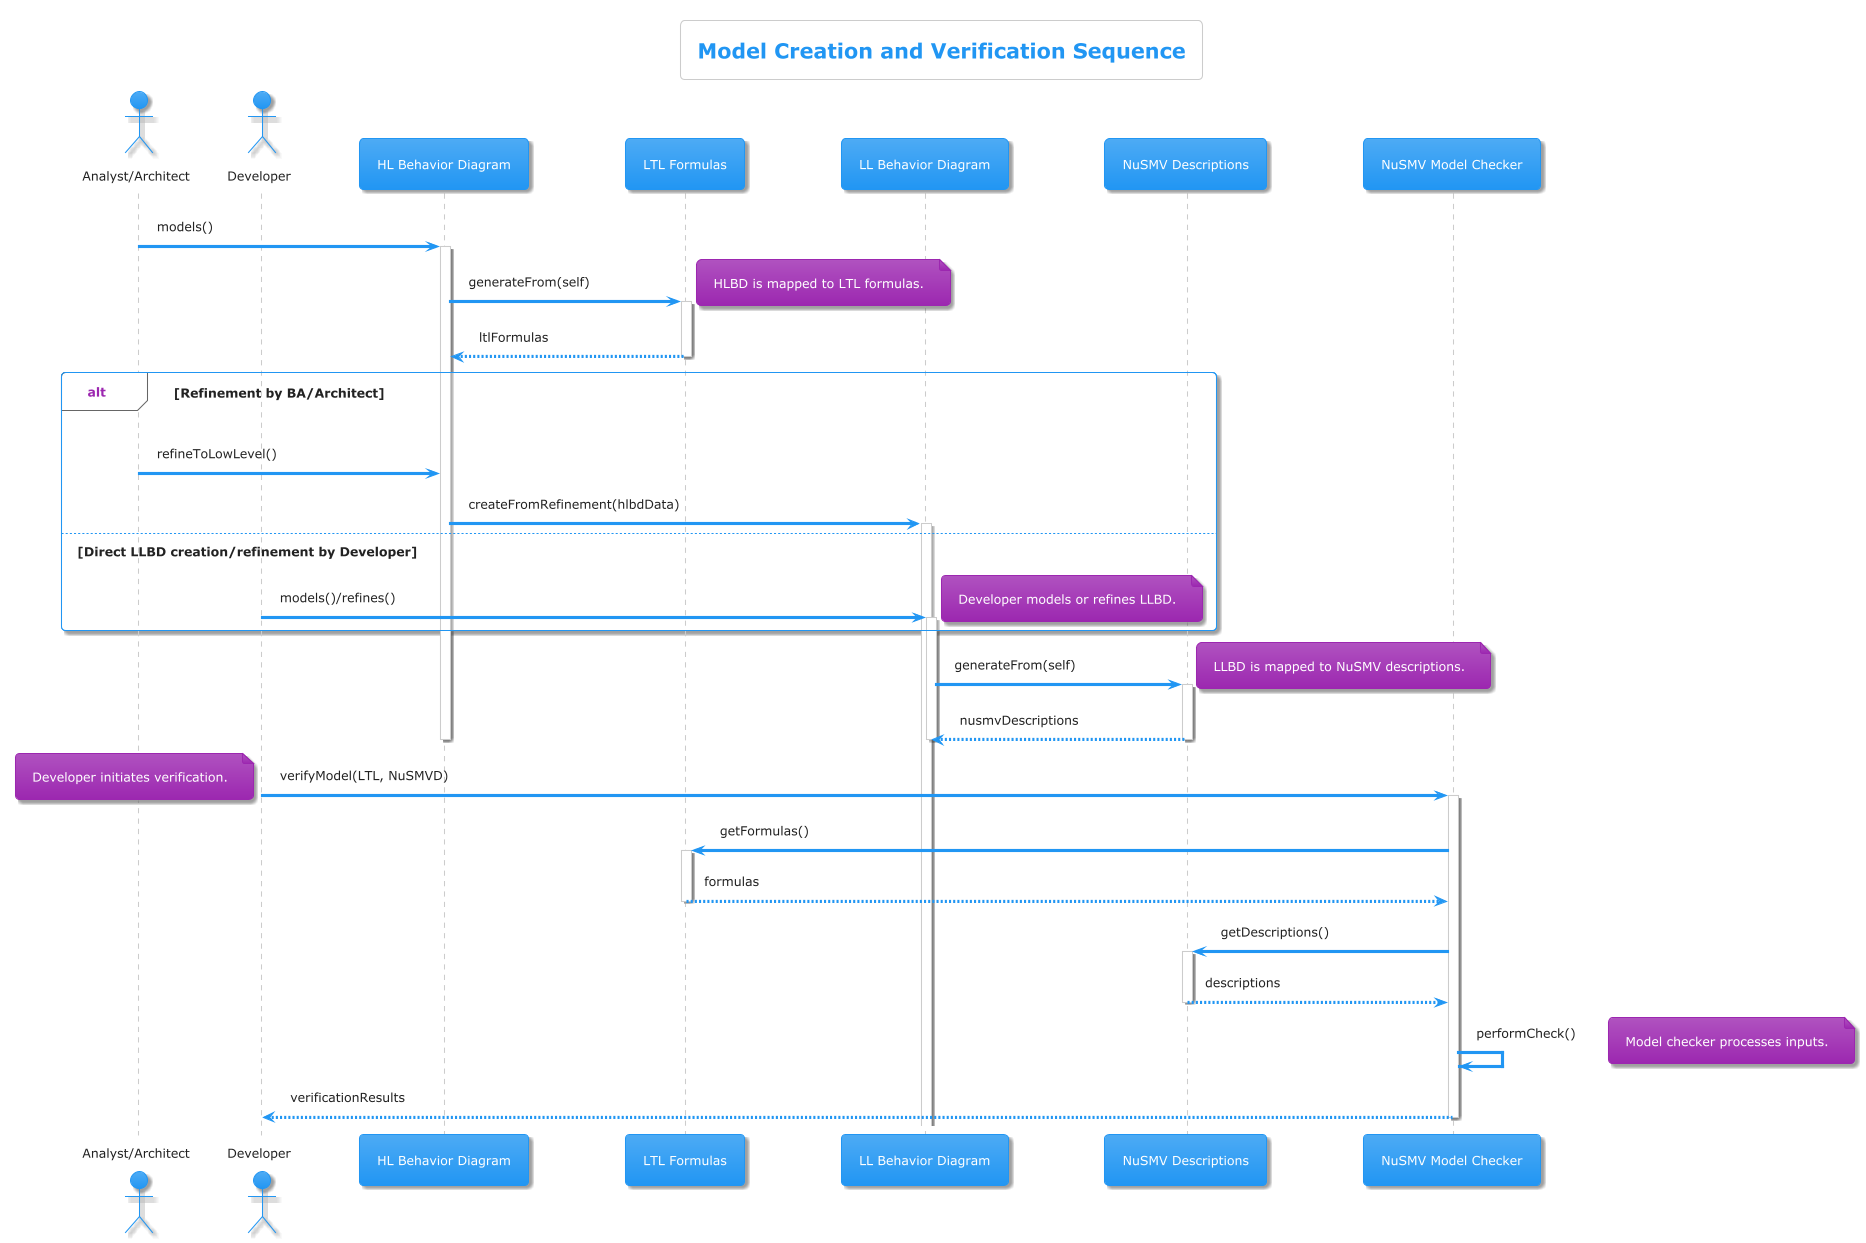 Model Creation and Verification Sequence
Analyst/Architect
Developer
HL Behavior Diagram
LTL Formulas
LL Behavior Diagram
NuSMV Descriptions
NuSMV Model Checker
models()
generateFrom(self)
HLBD is mapped to LTL formulas.
ltlFormulas
alt
[Refinement by BA/Architect]
refineToLowLevel()
createFromRefinement(hlbdData)
[Direct LLBD creation/refinement by Developer]
models()/refines()
Developer models or refines LLBD.
generateFrom(self)
LLBD is mapped to NuSMV descriptions.
nusmvDescriptions
Developer initiates verification.
verifyModel(LTL, NuSMVD)
getFormulas()
formulas
getDescriptions()
descriptions
performCheck()
Model checker processes inputs.
verificationResults
Analyst/Architect
Developer
HL Behavior Diagram
LTL Formulas
LL Behavior Diagram
NuSMV Descriptions
NuSMV Model Checker